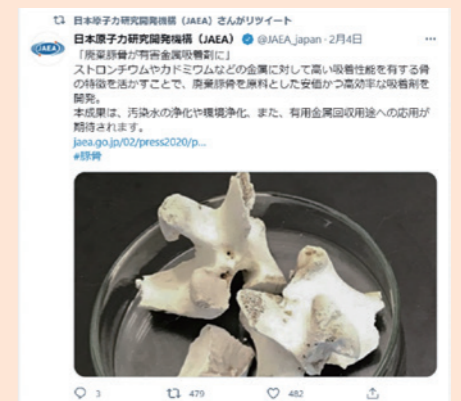 日本原子力研究開発機構（JAEA）さんがリツイート
JAEA
日本原子力研究開発機構（JAEA） @JAEA_japan・2月4日 …
「廃棄豚骨が有害金属吸着剤に」
ストロンチウムやカドミウムなどの金属に対して高い吸着性能を有する骨
の特徴を活かすことで、廃棄豚骨を原料とした安価かつ高効率な吸着剤を
開発。
本成果は、汚染水の浄化や環境浄化、また、有用金属回収用途への応用が
期待されます。
jaea.go.jp/02/press2020/p...
#豚骨
3 479 482